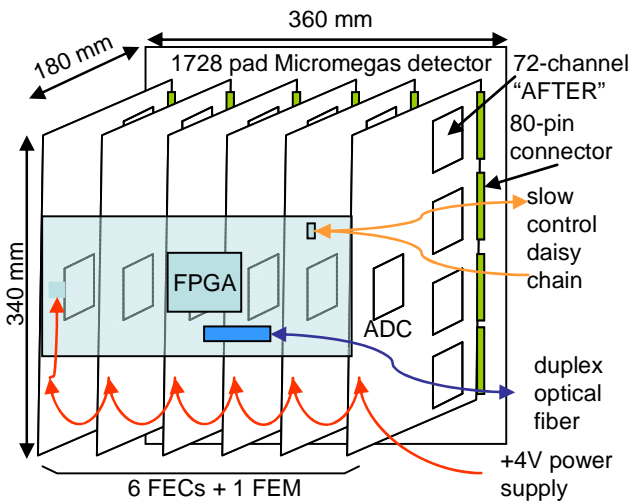 360 mm
180 mm
1728 pad Micromegas detector
72-channel
“AFTER”
80-pin
connector
slow
control
daisy
chain
340 mm
FPGA
ADC
duplex
optical
fiber
+4V power
supply
6 FECs + 1 FEM